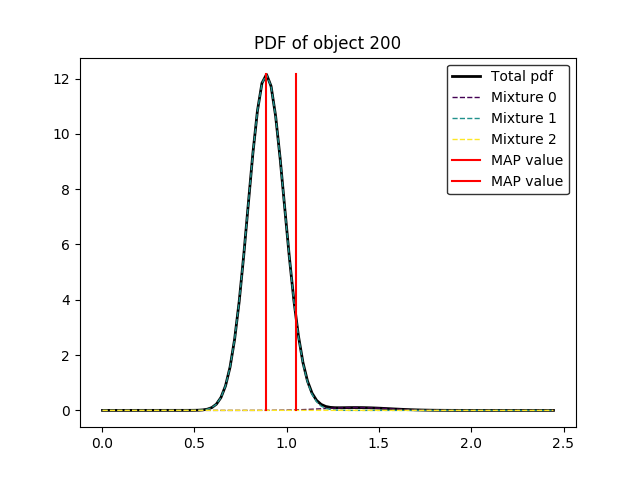 PDF of object 200
Total pdf
Mixture 0
Mixture 1
Mixture 2
MAP value
MAP value
12
10
8
6
4
2
0
0.0 0.5 1.0 1.5 2.0 2.5